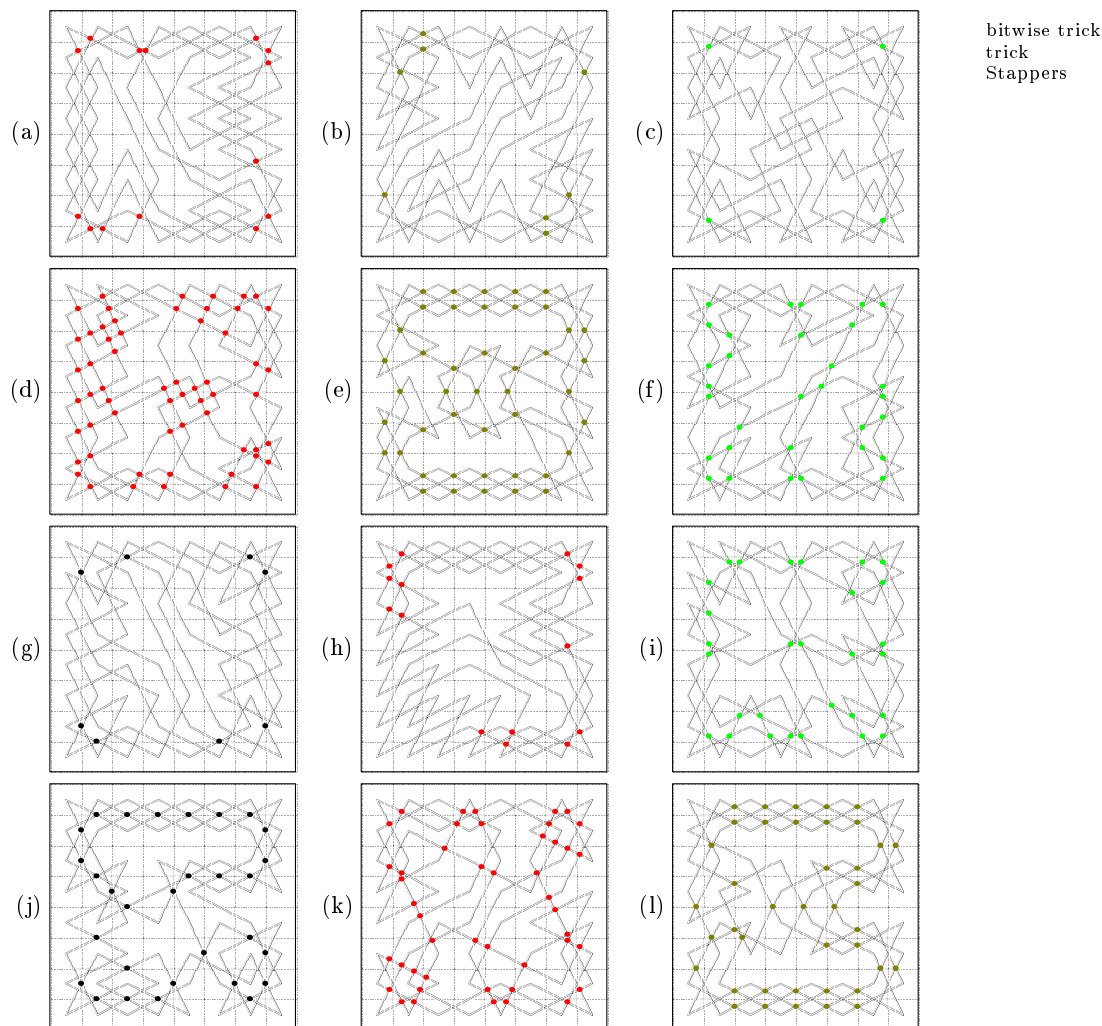 (a)
(b)
(c)
bitwise trick
trick
Stappers
(d)
(e)
(f)
(g)
(h)
(i)
(j)
(k)
(l)